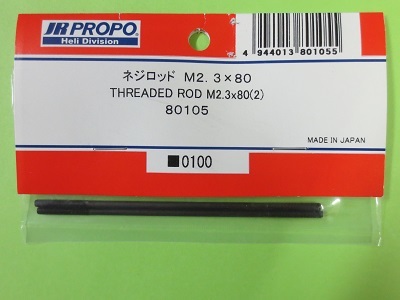 JR PROPO
Heli Division
4 944013 801055
ネジロッド M2.3×80
THREADED ROD M2.3x80(2)
80105
MADE IN JAPAN
■0100